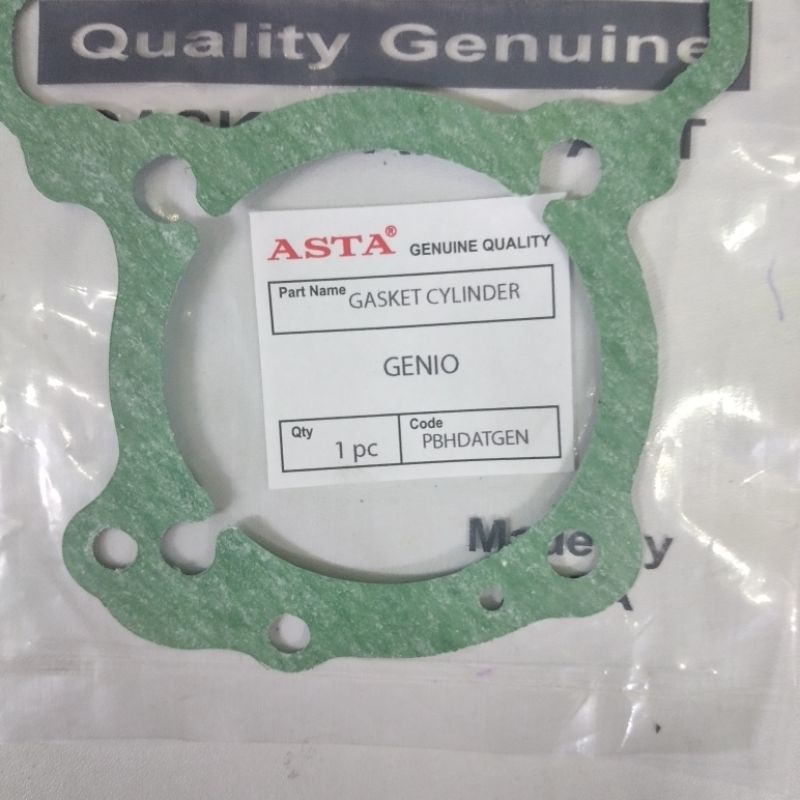 Quality Genuine
ASTA®
GENUINE QUALITY
Part Name
GASKET CYLINDER
GENIO
Qty
1 pc
Code
PBHDATGEN